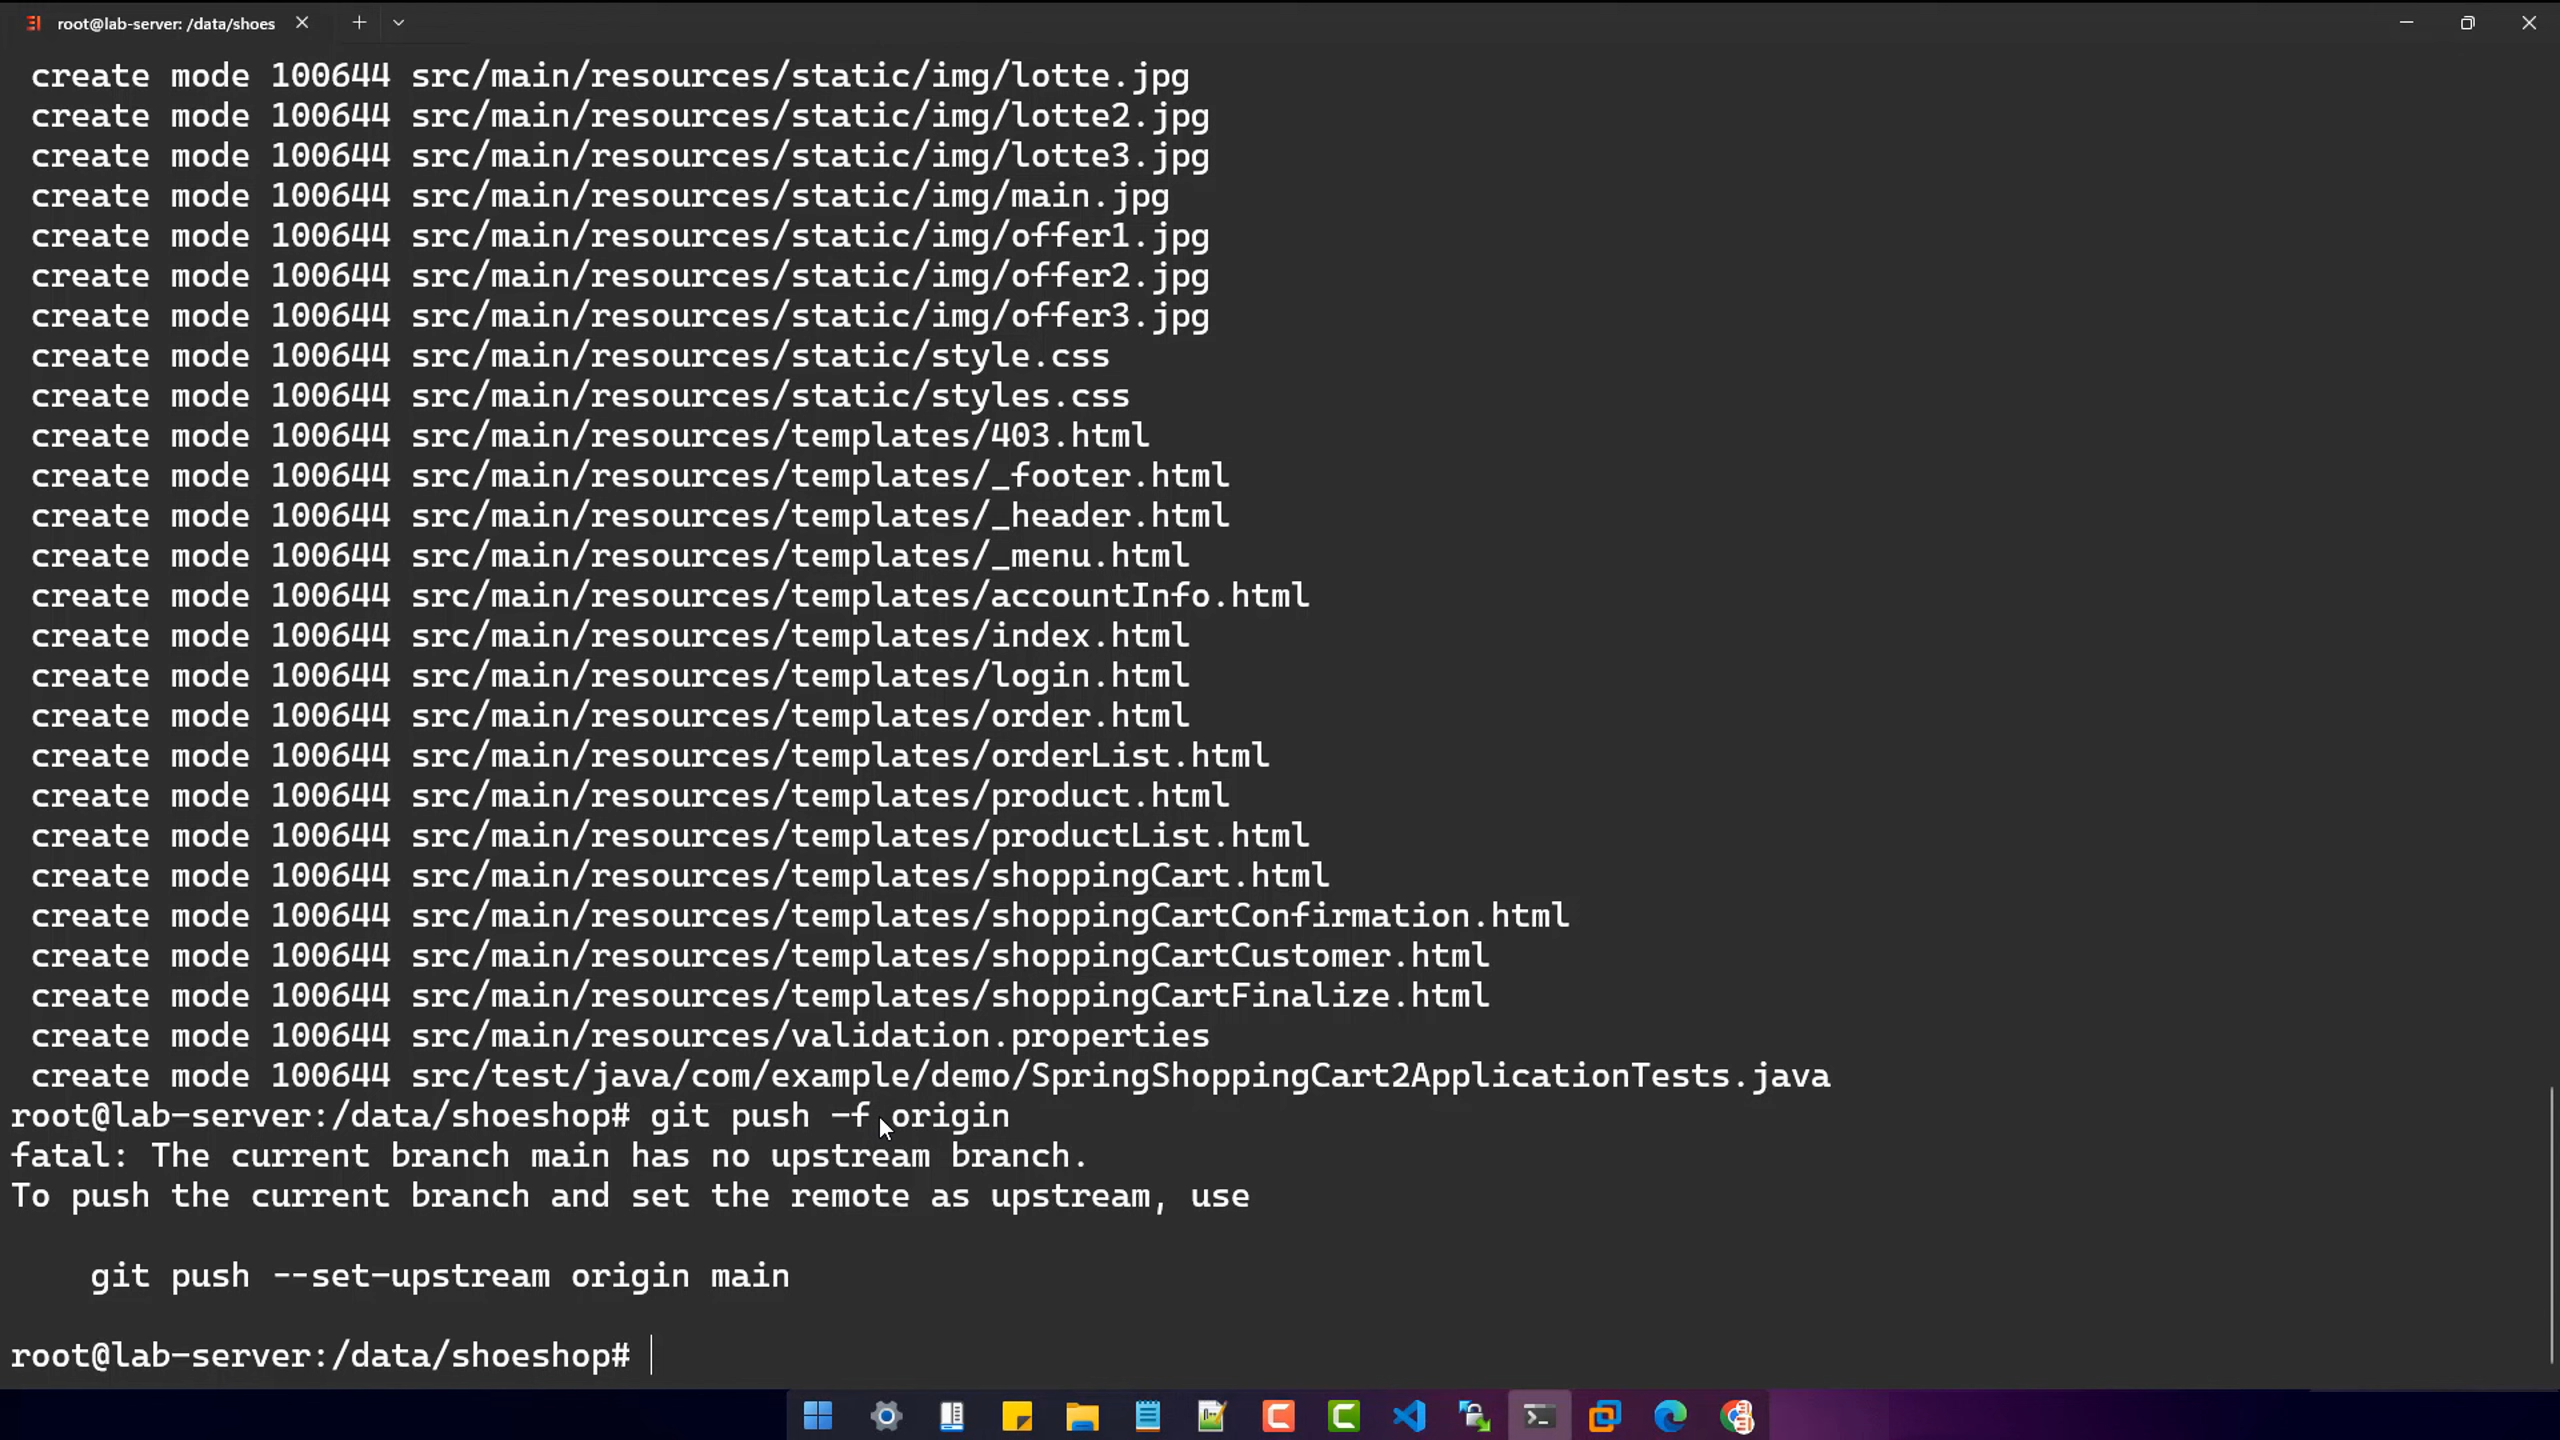 root@lab-server: /data/shoes
create mode 100644 src/main/resources/static/img/lotte.jpg
create mode 100644 src/main/resources/static/img/lotte2.jpg
create mode 100644 src/main/resources/static/img/lotte3.jpg
create mode 100644 src/main/resources/static/img/main.jpg
create mode 100644 src/main/resources/static/img/offer1.jpg
create mode 100644 src/main/resources/static/img/offer2.jpg
create mode 100644 src/main/resources/static/img/offer3.jpg
create mode 100644 src/main/resources/static/style.css
create mode 100644 src/main/resources/static/styles.css
create mode 100644 src/main/resources/templates/403.html
create mode 100644 src/main/resources/templates/_footer.html
create mode 100644 src/main/resources/templates/_header.html
create mode 100644 src/main/resources/templates/_menu.html
create mode 100644 src/main/resources/templates/accountInfo.html
create mode 100644 src/main/resources/templates/index.html
create mode 100644 src/main/resources/templates/login.html
create mode 100644 src/main/resources/templates/order.html
create mode 100644 src/main/resources/templates/orderList.html
create mode 100644 src/main/resources/templates/product.html
create mode 100644 src/main/resources/templates/productList.html
create mode 100644 src/main/resources/templates/shoppingCart.html
create mode 100644 src/main/resources/templates/shoppingCartConfirmation.html
create mode 100644 src/main/resources/templates/shoppingCartCustomer.html
create mode 100644 src/main/resources/templates/shoppingCartFinalize.html
create mode 100644 src/main/resources/validation.properties
create mode 100644 src/test/java/com/example/demo/SpringShoppingCart2ApplicationTests.java
root@lab-server:/data/shoeshop# git push -f origin
fatal: The current branch main has no upstream branch.
To push the current branch and set the remote as upstream, use
git push --set-upstream origin main
root@lab-server:/data/shoeshop#